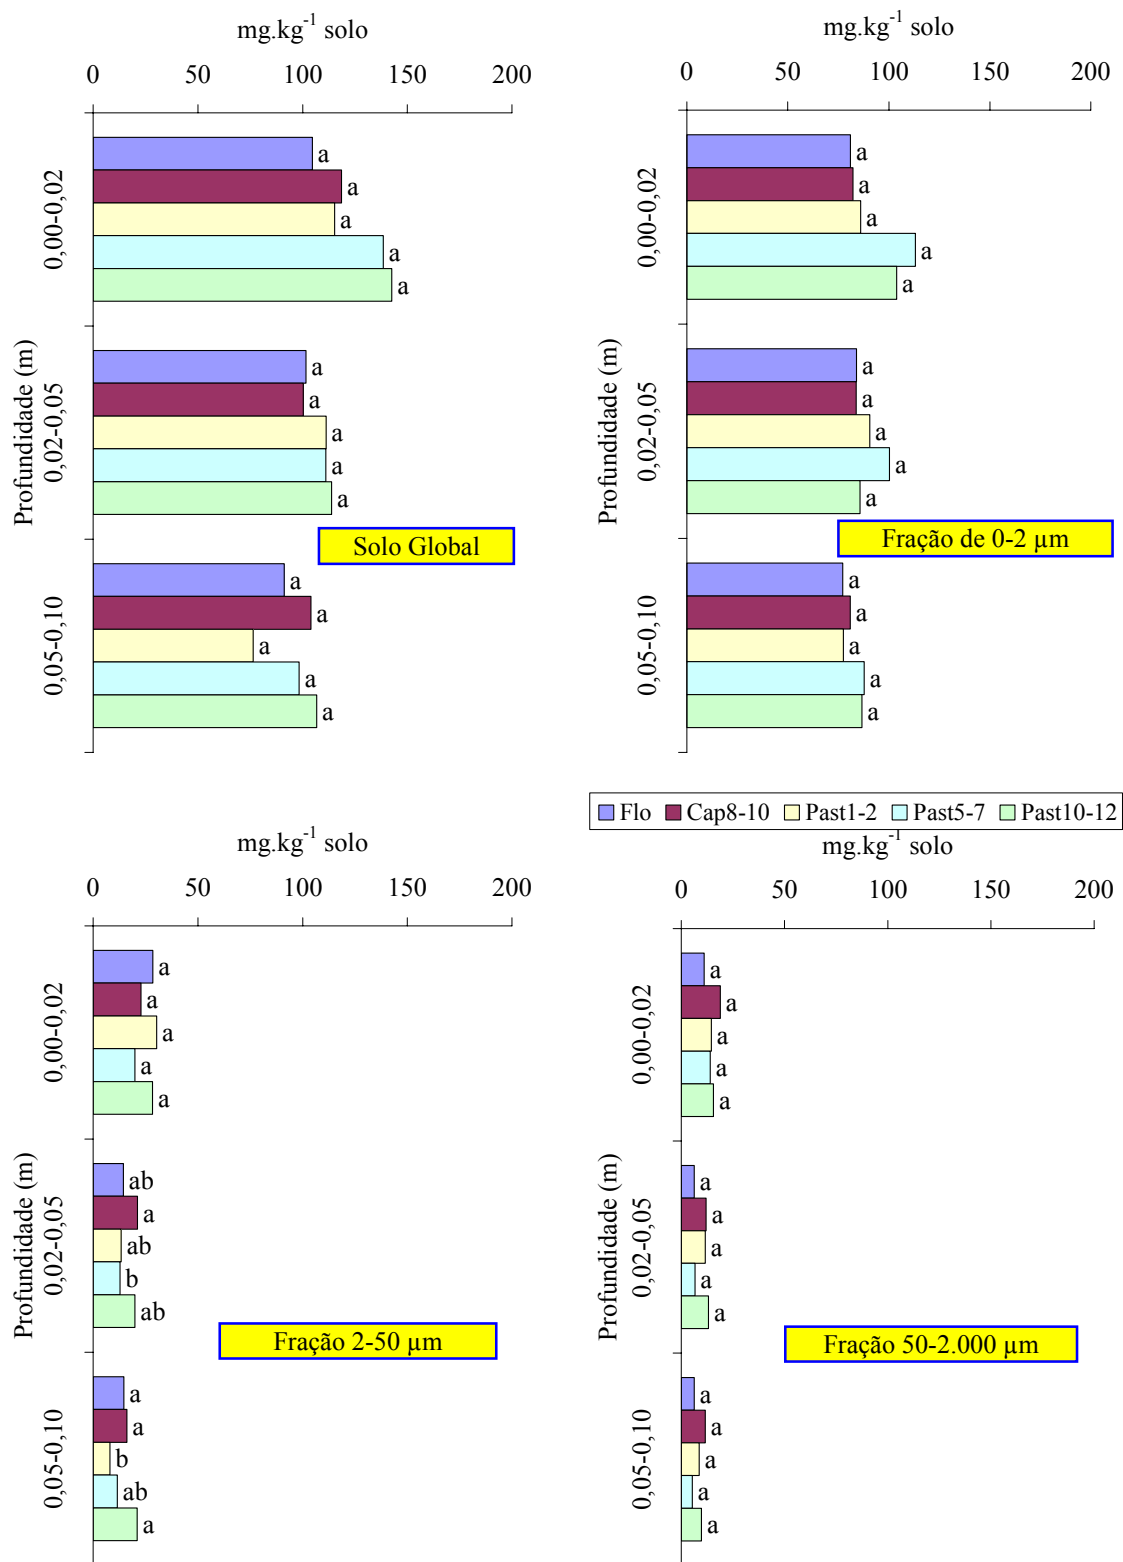 mg.kg⁻¹ solo
0 50 100 150 200
Profundidade (m)
0,00-0,02
a
a
a
a
a
0,02-0,05
a
a
a
a
a
Solo Global
0,05-0,10
a
a
a
a
a
mg.kg⁻¹ solo
0 50 100 150 200
Profundidade (m)
0,00-0,02
a
a
a
a
a
0,02-0,05
a
a
a
a
a
Fração de 0-2 µm
0,05-0,10
a
a
a
a
a
Flo Cap8-10 Past1-2 Past5-7 Past10-12
mg.kg⁻¹ solo
0 50 100 150 200
Profundidade (m)
0,00-0,02
a
a
a
a
a
0,02-0,05
ab
a
ab
b
ab
Fração 2-50 µm
0,05-0,10
a
a
b
ab
a
mg.kg⁻¹ solo
0 50 100 150 200
Profundidade (m)
0,00-0,02
a
a
a
a
a
0,02-0,05
a
a
a
a
a
Fração 50-2.000 µm
0,05-0,10
a
a
a
a
a